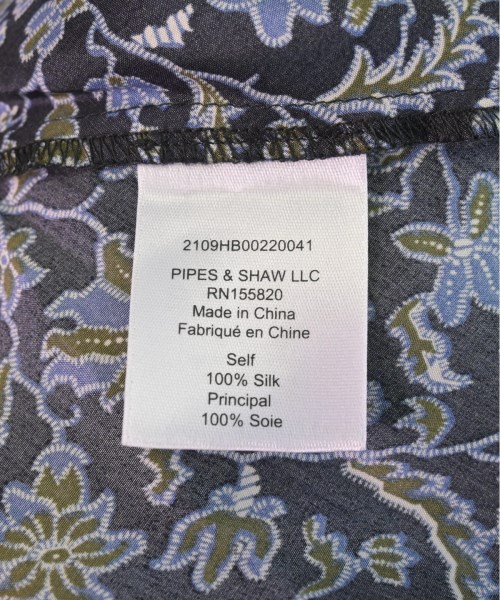 2109HB00220041
PIPES & SHAW LLC
RN155820
Made in China
Fabriqué en Chine
Self
100% Silk
Principal
100% Soie